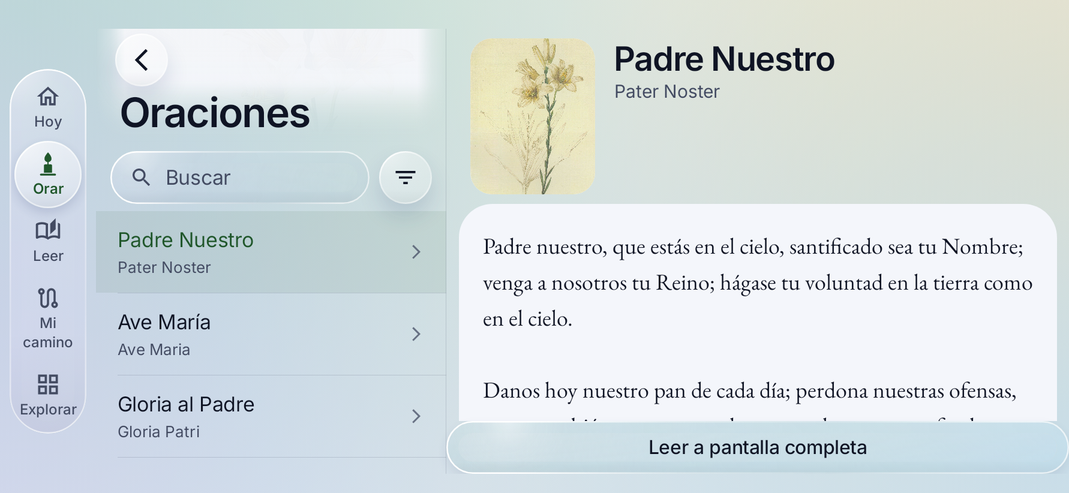 Hoy
Orar
Leer
Mi
camino
Explorar
Oraciones
Buscar
Padre Nuestro
Pater Noster
Ave María
Ave Maria
Gloria al Padre
Gloria Patri
Padre Nuestro
Pater Noster
Padre nuestro, que estás en el cielo, santificado sea tu Nombre;
venga a nosotros tu Reino; hágase tu voluntad en la tierra como
en el cielo.
Danos hoy nuestro pan de cada día; perdona nuestras ofensas,
Leer a pantalla completa